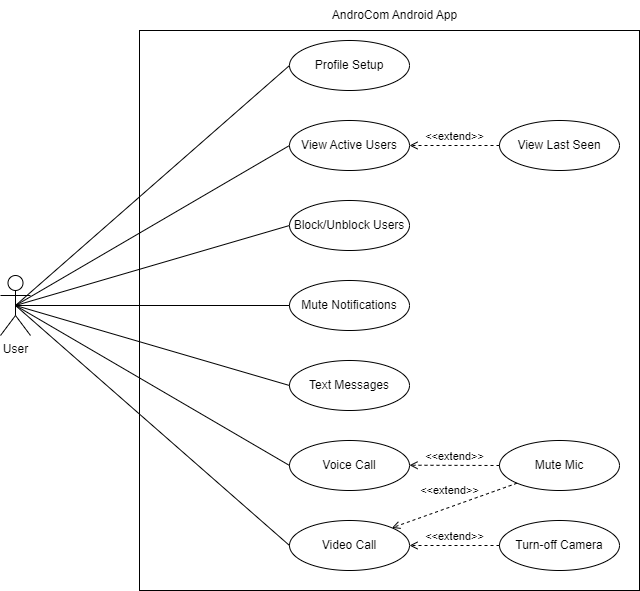 AndroCom Android App
Profile Setup
View Active Users
<<extend>>
View Last Seen
Block/Unblock Users
Mute Notifications
User
Text Messages
Voice Call
<<extend>>
Mute Mic
<<extend>>
Video Call
<<extend>>
Turn-off Camera